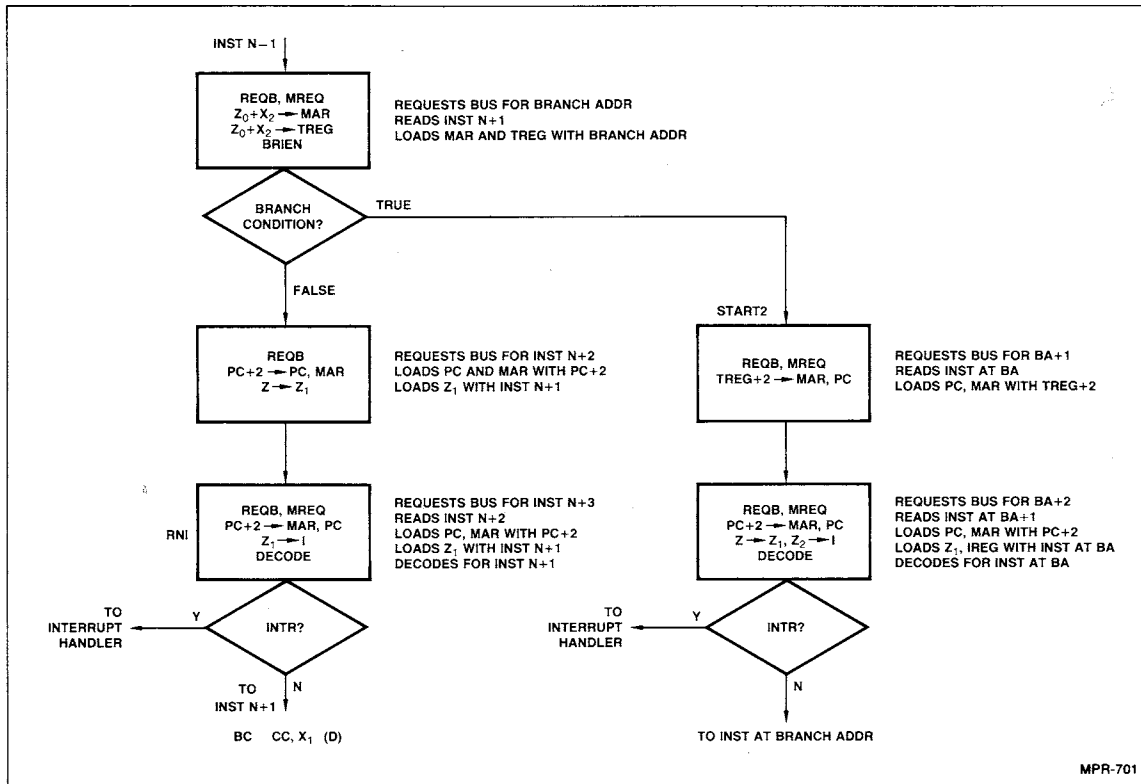 INST N−1
REQB, MREQ
Z₀+X₂ → MAR
Z₀+X₂ → TREG
BRIEN
REQUESTS BUS FOR BRANCH ADDR
READS INST N+1
LOADS MAR AND TREG WITH BRANCH ADDR
BRANCH
CONDITION?
TRUE
FALSE
REQB
PC+2 → PC, MAR
Z → Z₁
REQUESTS BUS FOR INST N+2
LOADS PC AND MAR WITH PC+2
LOADS Z₁ WITH INST N+1
START2
REQB, MREQ
TREG+2 → MAR, PC
REQUESTS BUS FOR BA+1
READS INST AT BA
LOADS PC, MAR WITH TREG+2
RNI
REQB, MREQ
PC+2 → MAR, PC
Z₁ → I
DECODE
REQUESTS BUS FOR INST N+3
READS INST N+2
LOADS PC, MAR WITH PC+2
LOADS Z₁ WITH INST N+1
DECODES FOR INST N+1
REQB, MREQ
PC+2 → MAR, PC
Z → Z₁, Z₂ → I
DECODE
REQUESTS BUS FOR BA+2
READS INST AT BA+1
LOADS PC, MAR WITH PC+2
LOADS Z₁, IREG WITH INST AT BA
DECODES FOR INST AT BA
INTR?
Y
TO
INTERRUPT
HANDLER
N
TO
INST N+1
INTR?
Y
TO
INTERRUPT
HANDLER
N
TO INST AT BRANCH ADDR
BC CC, X₁ (D)
MPR-701